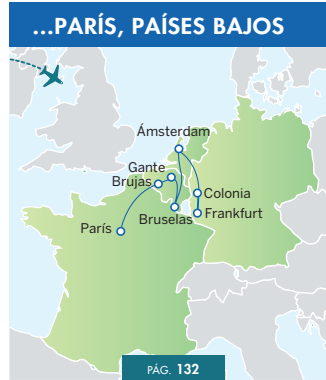 ...PARÍS, PAÍSES BAJOS
Ámsterdam
Gante
Brujas
Colonia
Bruselas
Frankfurt
París
PÁG. 132